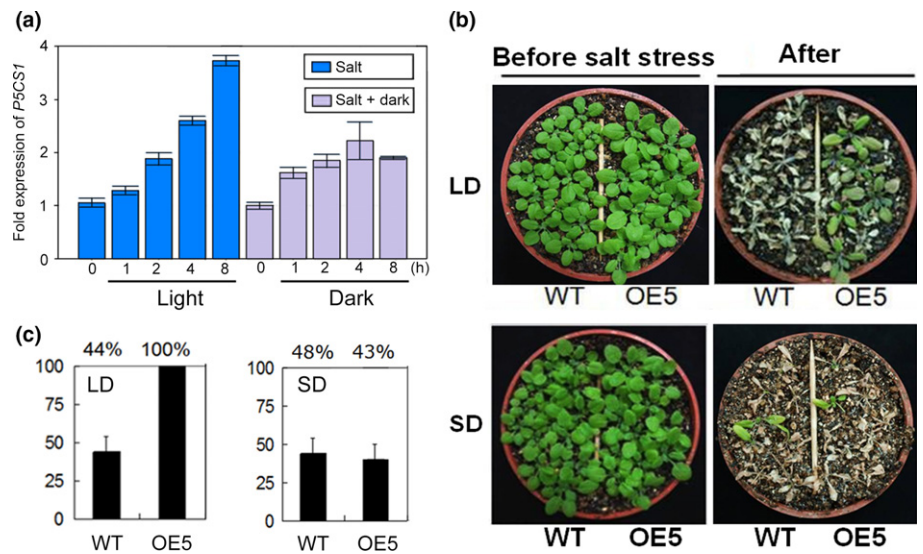 (a)
Fold expression of P5CS1
4
3
2
1
0
Salt
Salt + dark
0 1 2 4 8 (h) 0 1 2 4 8 (h)
Light Dark
(b)
Before salt stress After
LD
WT OE5 WT OE5
SD
WT OE5 WT OE5
(c)
44% 100%
100
75
50
25
0
LD
WT OE5
48% 43%
100
75
50
25
0
SD
WT OE5